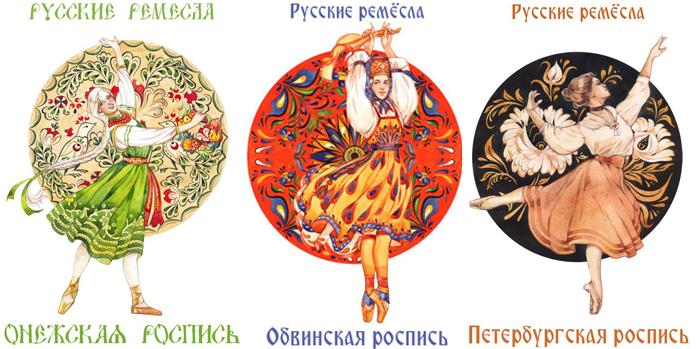 Русские ремесла
Онежская роспись
Русские ремёсла
Обвинская роспись
Русские ремёсла
Петербургская роспись